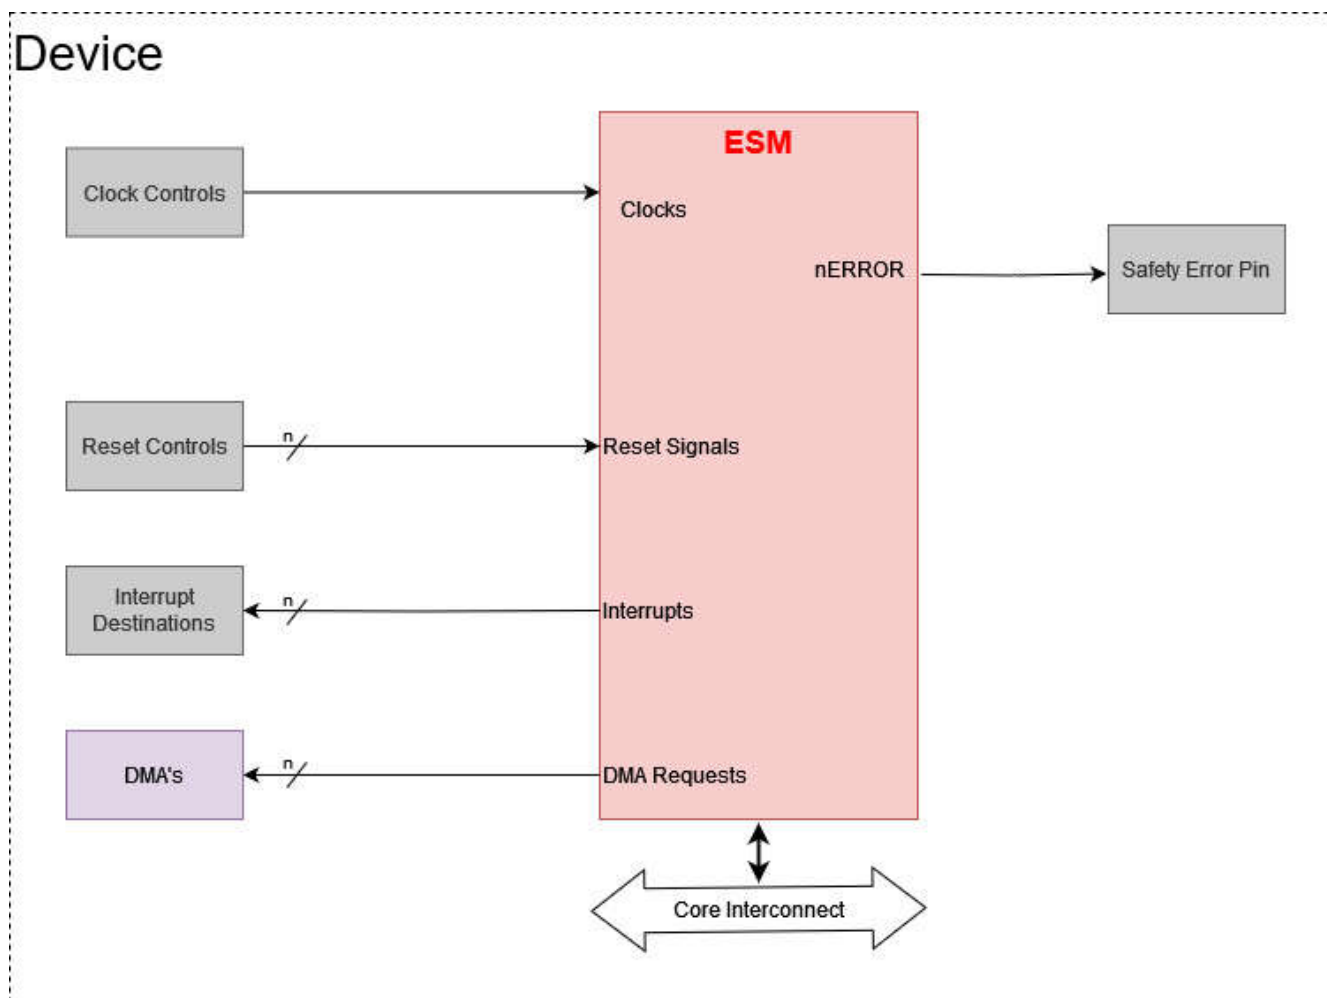 Device
ESM
Clock Controls
Clocks
nERROR
Safety Error Pin
Reset Controls
n
Reset Signals
Interrupt
Destinations
n
Interrupts
DMA's
n
DMA Requests
Core Interconnect